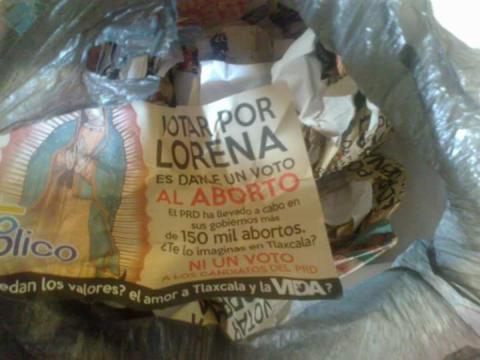 VOTAR POR
LORENA
ES DARLE UN VOTO
AL ABORTO
EL PRD ha llevado a cabo en
sus gobiernos más
de 150 mil abortos.
¿Te lo imaginas en Tlaxcala?
NI UN VOTO
A LOS CANDIATOS DEL PRD
ólico
edan los valores? el amor a Tlaxcala y la VIDA?